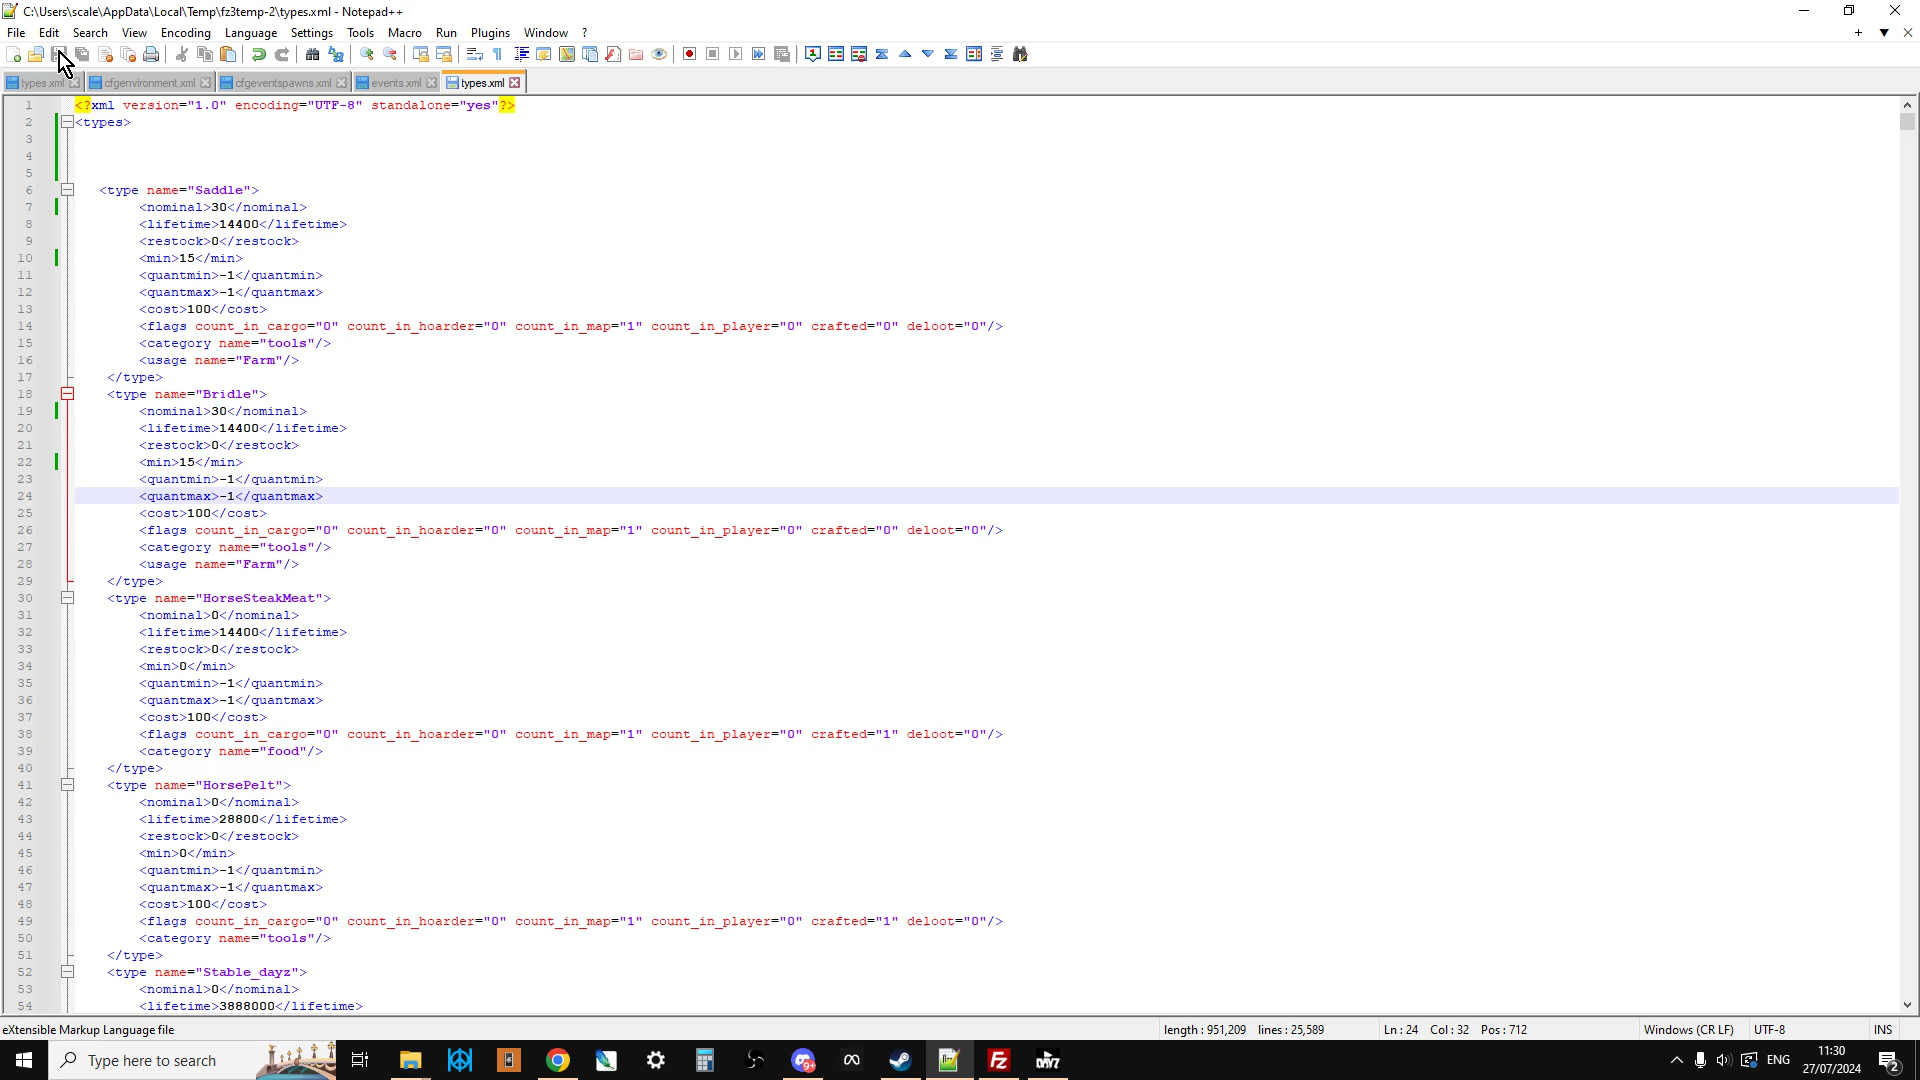 C:\Users\scale\AppData\Local\Temp\fz3temp-2\types.xml - Notepad++
File Edit Search View Encoding Language Settings Tools Macro Run Plugins Window ?
types.xml cfgenvironment.xml cfgeventspawns.xml events.xml types.xml
1 <?xml version="1.0" encoding="UTF-8" standalone="yes"?>
2 <types>
3
4
5
6 <type name="Saddle">
7 <nominal>30</nominal>
8 <lifetime>14400</lifetime>
9 <restock>0</restock>
10 <min>15</min>
11 <quantmin>-1</quantmin>
12 <quantmax>-1</quantmax>
13 <cost>100</cost>
14 <flags count_in_cargo="0" count_in_hoarder="0" count_in_map="1" count_in_player="0" crafted="0" deloot="0"/>
15 <category name="tools"/>
16 <usage name="Farm"/>
17 </type>
18 <type name="Bridle">
19 <nominal>30</nominal>
20 <lifetime>14400</lifetime>
21 <restock>0</restock>
22 <min>15</min>
23 <quantmin>-1</quantmin>
24 <quantmax>-1</quantmax>
25 <cost>100</cost>
26 <flags count_in_cargo="0" count_in_hoarder="0" count_in_map="1" count_in_player="0" crafted="0" deloot="0"/>
27 <category name="tools"/>
28 <usage name="Farm"/>
29 </type>
30 <type name="HorseSteakMeat">
31 <nominal>0</nominal>
32 <lifetime>14400</lifetime>
33 <restock>0</restock>
34 <min>0</min>
35 <quantmin>-1</quantmin>
36 <quantmax>-1</quantmax>
37 <cost>100</cost>
38 <flags count_in_cargo="0" count_in_hoarder="0" count_in_map="1" count_in_player="0" crafted="1" deloot="0"/>
39 <category name="food"/>
40 </type>
41 <type name="HorsePelt">
42 <nominal>0</nominal>
43 <lifetime>28800</lifetime>
44 <restock>0</restock>
45 <min>0</min>
46 <quantmin>-1</quantmin>
47 <quantmax>-1</quantmax>
48 <cost>100</cost>
49 <flags count_in_cargo="0" count_in_hoarder="0" count_in_map="1" count_in_player="0" crafted="1" deloot="0"/>
50 <category name="tools"/>
51 </type>
52 <type name="Stable_dayz">
53 <nominal>0</nominal>
54 <lifetime>3888000</lifetime>
eXtensible Markup Language file length : 951,209 lines : 25,589 Ln : 24 Col : 32 Pos : 712 Windows (CR LF) UTF-8 INS
Type here to search 9+ Fz DAYZ ENG 11:30
27/07/2024 2